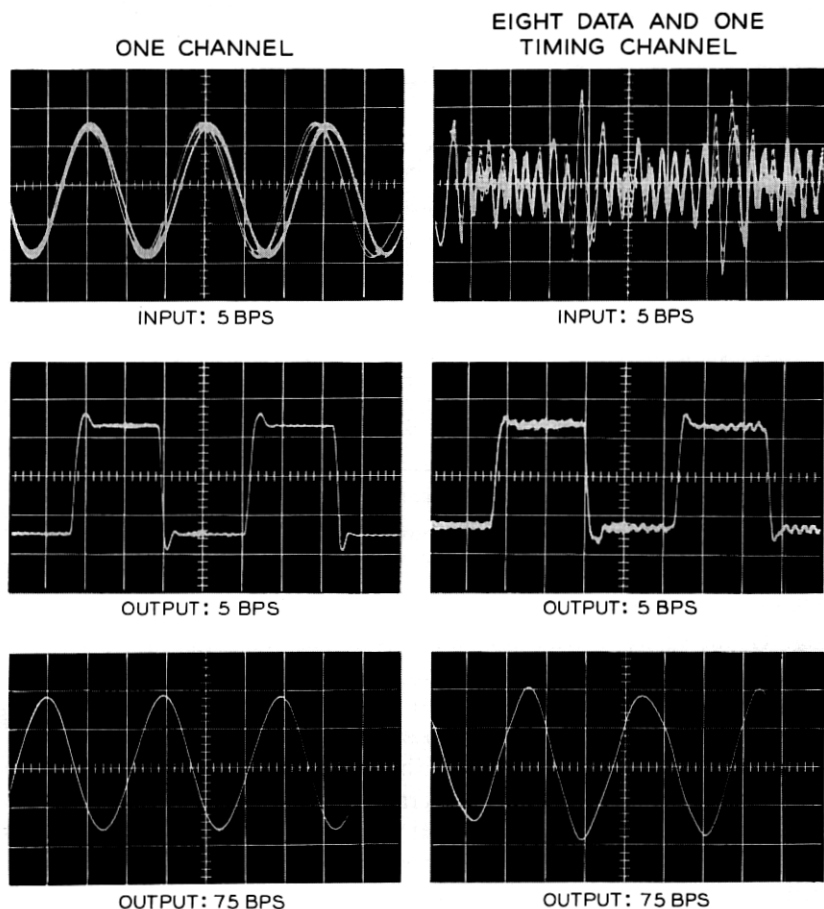 ONE CHANNEL
EIGHT DATA AND ONE
TIMING CHANNEL
INPUT: 5 BPS
INPUT: 5 BPS
OUTPUT: 5 BPS
OUTPUT: 5 BPS
OUTPUT: 75 BPS
OUTPUT: 75 BPS